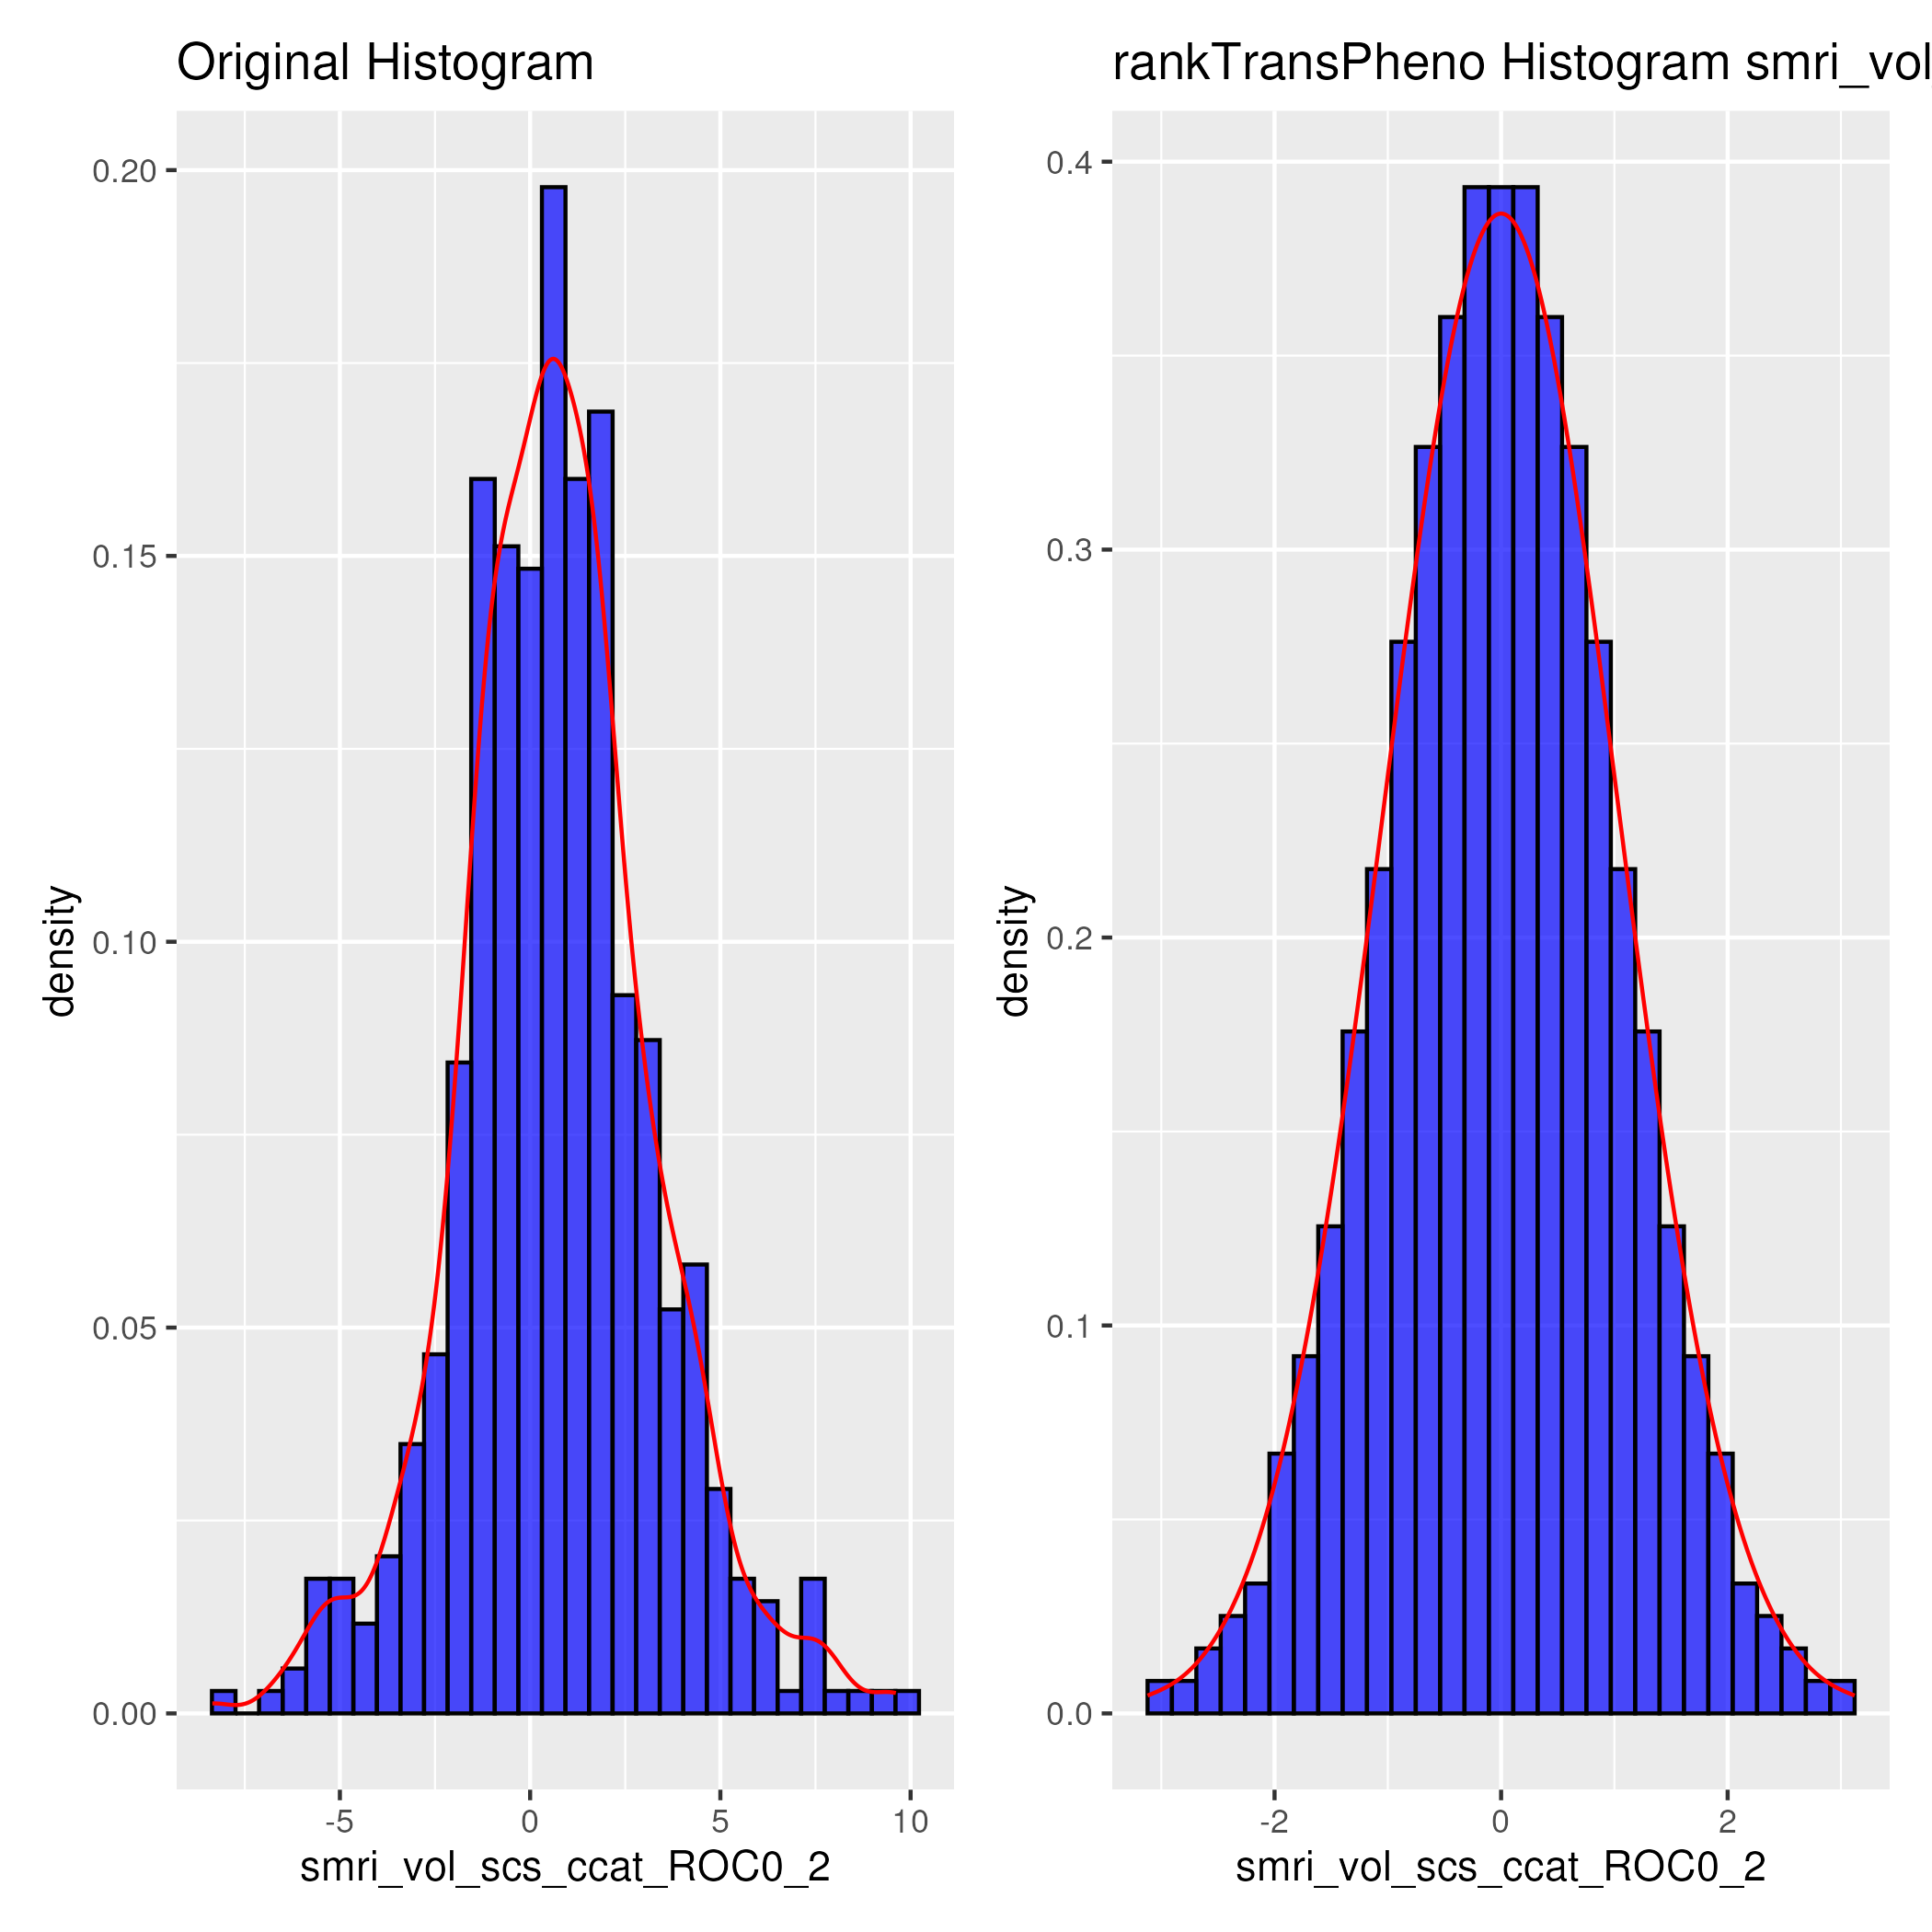 Original Histogram
0.20
0.15
0.10
0.05
0.00
density
-5 0 5 10
smri_vol_scs_ccat_ROC0_2
rankTransPheno Histogram smri_vol_
0.4
0.3
0.2
0.1
0.0
density
-2 0 2
smri_vol_scs_ccat_ROC0_2